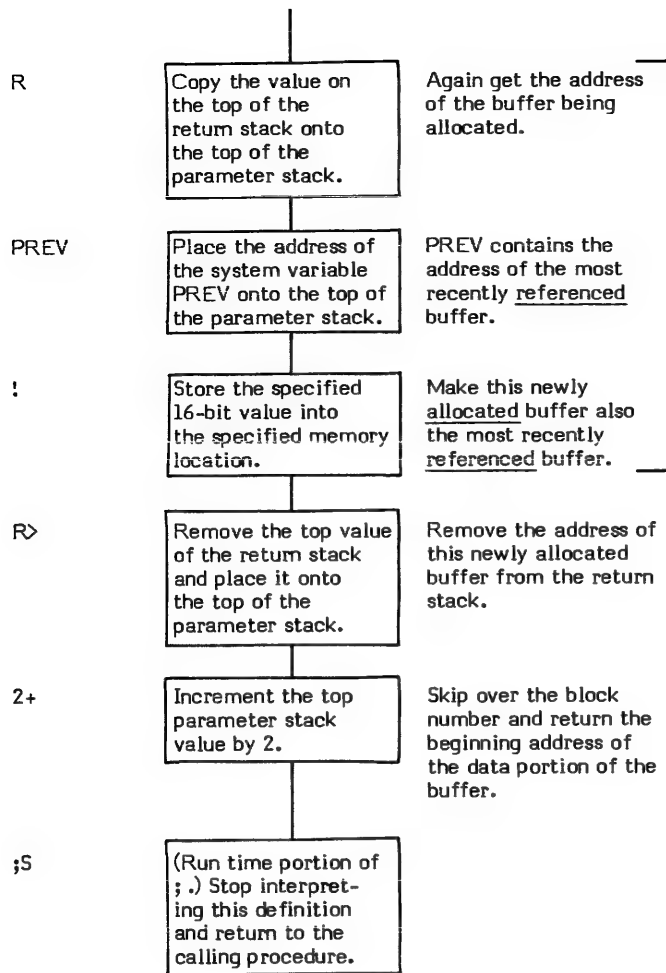 R
Copy the value on
the top of the
return stack onto
the top of the
parameter stack.
Again get the address
of the buffer being
allocated.
PREV
Place the address of
the system variable
PREV onto the top of
the parameter stack.
PREV contains the
address of the most
recently referenced
buffer.
!
Store the specified
16-bit value into
the specified memory
location.
Make this newly
allocated buffer also
the most recently
referenced buffer.
R>
Remove the top value
of the return stack
and place it onto
the top of the
parameter stack.
Remove the address of
this newly allocated
buffer from the return
stack.
2+
Increment the top
parameter stack
value by 2.
Skip over the block
number and return the
beginning address of
the data portion of the
buffer.
;S
(Run time portion of
; .) Stop interpret-
ing this definition
and return to the
calling procedure.